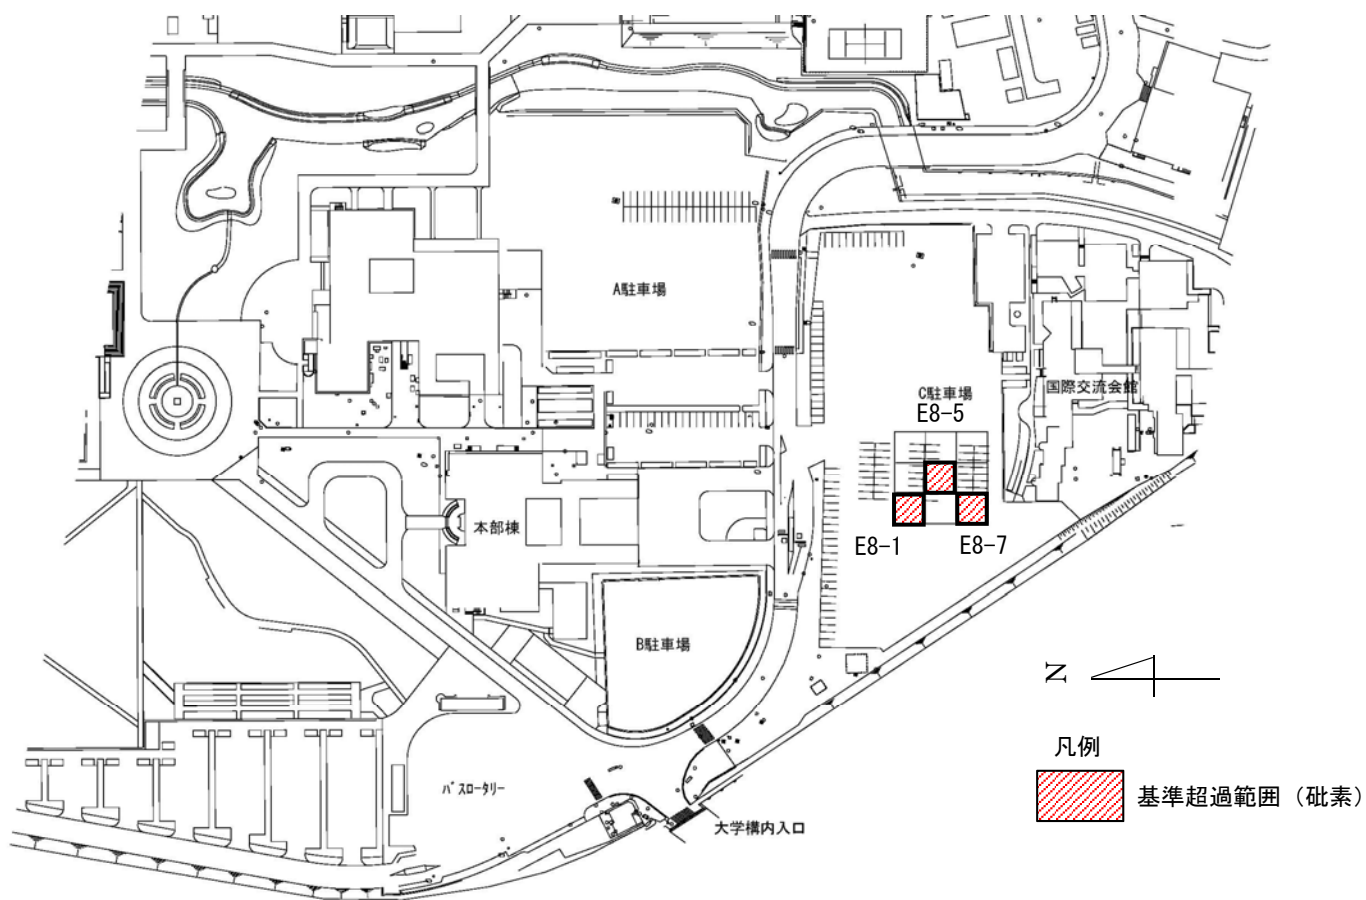 A駐車場
C駐車場
国際交流会館
E8-5
本部棟
E8-1
E8-7
B駐車場
N
凡例
バスロータリー
基準超過範囲（砒素）
大学構内入口